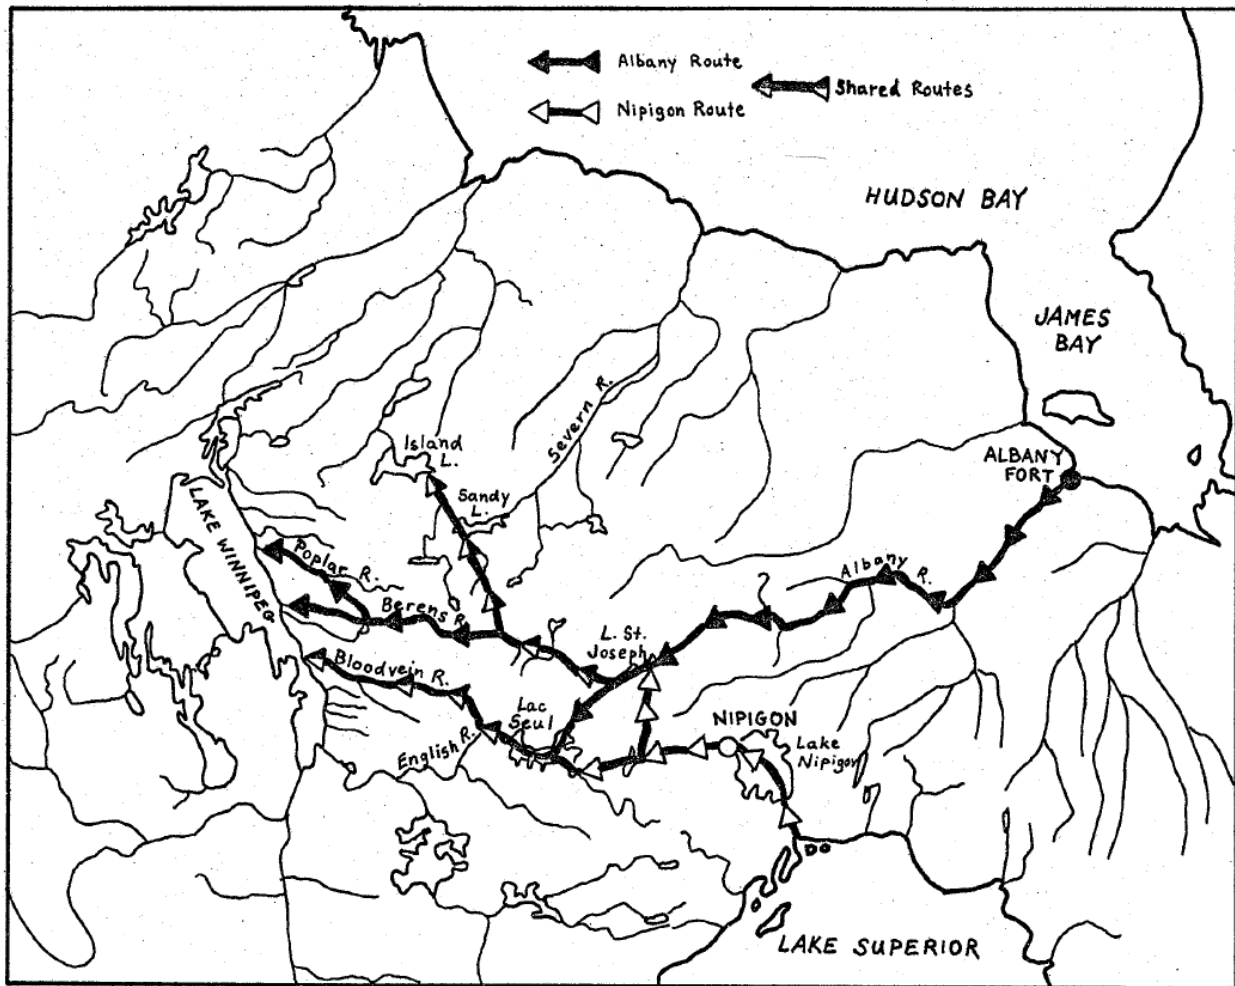 Albany Route
Shared Routes
Nipigon Route
HUDSON BAY
JAMES
BAY
Severn R.
Island
L.
ALBANY
FORT
Sandy
L.
LAKE WINNIPEG
Poplar R.
Albany R.
Berens R.
L. St.
Joseph
Bloodvein R.
Lac
Seul
NIPIGON
English R.
Lake
Nipigon
LAKE SUPERIOR